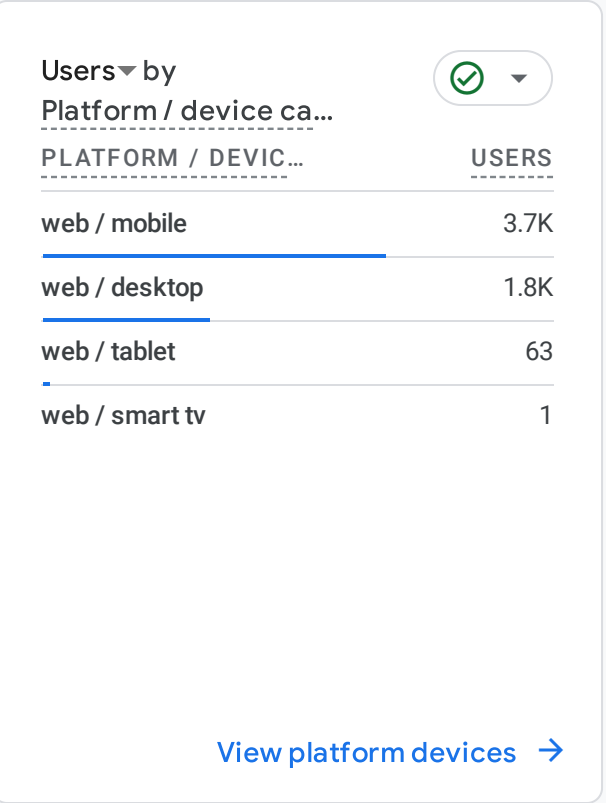 Users by
Platform / device ca...
PLATFORM / DEVIC... USERS
web / mobile 3.7K
web / desktop 1.8K
web / tablet 63
web / smart tv 1
View platform devices